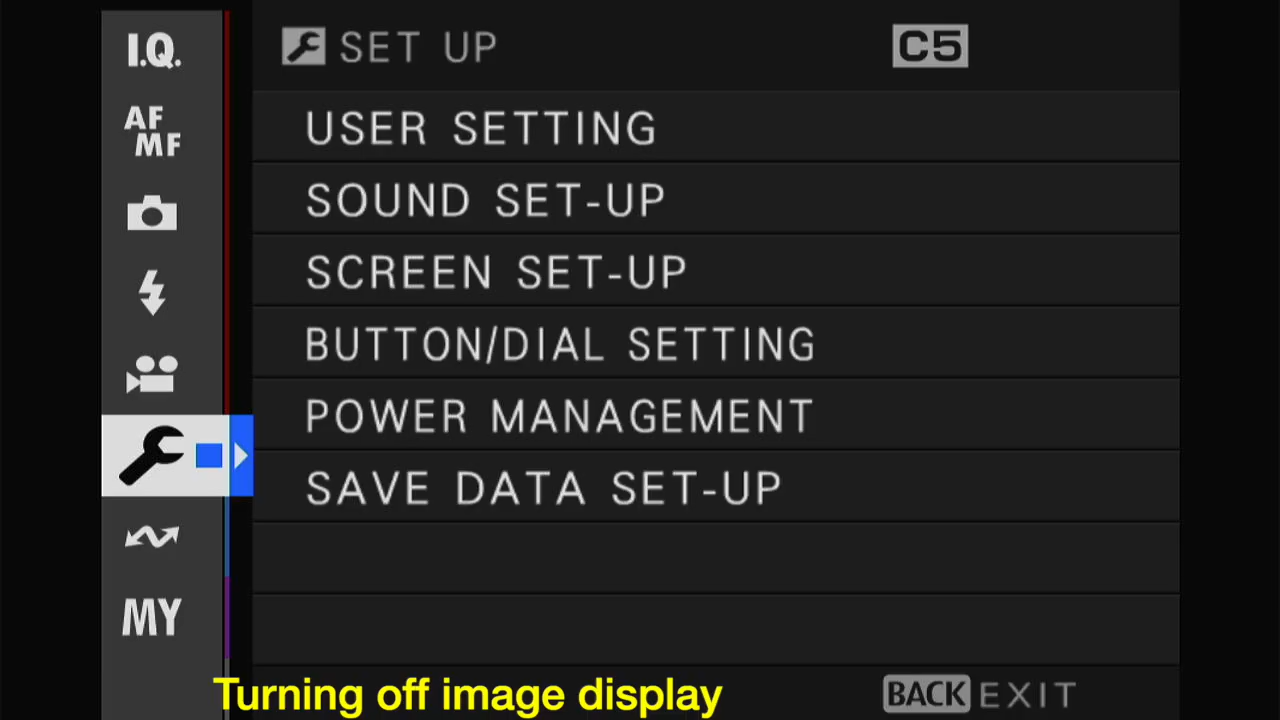 I.Q.
AF
MF
MY
SET UP
C5
USER SETTING
SOUND SET-UP
SCREEN SET-UP
BUTTON/DIAL SETTING
POWER MANAGEMENT
SAVE DATA SET-UP
Turning off image display
BACK EXIT